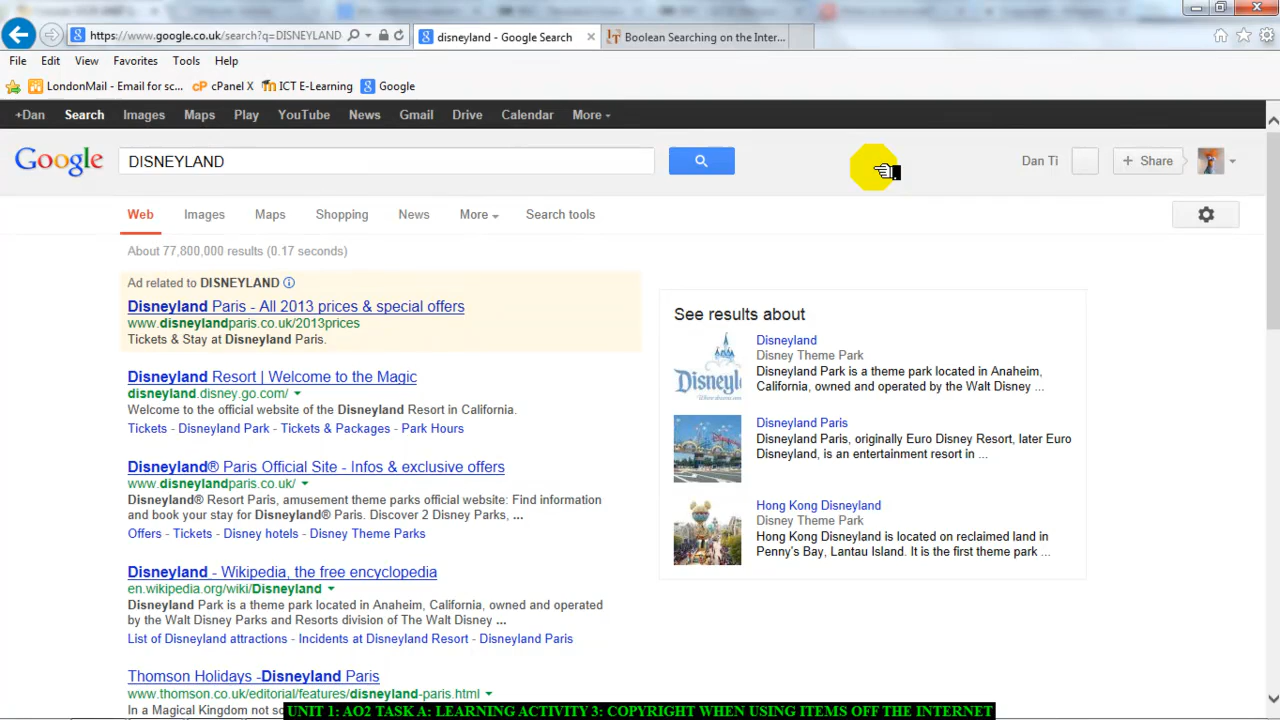 https://www.google.co.uk/search?q=DISNEYLAND
disneyland - Google Search
Boolean Searching on the Inter...
File Edit View Favorites Tools Help
LondonMail - Email for sc... cPanel X ICT E-Learning Google
+Dan Search Images Maps Play YouTube News Gmail Drive Calendar More
Google DISNEYLAND Dan Ti + Share
Web Images Maps Shopping News More Search tools
About 77,800,000 results (0.17 seconds)
Ad related to DISNEYLAND
Disneyland Paris - All 2013 prices & special offers
www.disneylandparis.co.uk/2013prices
Tickets & Stay at Disneyland Paris.
Disneyland Resort | Welcome to the Magic
disneyland.disney.go.com/
Welcome to the official website of the Disneyland Resort in California.
Tickets - Disneyland Park - Tickets & Packages - Park Hours
Disneyland® Paris Official Site - Infos & exclusive offers
www.disneylandparis.co.uk/
Disneyland® Resort Paris, amusement theme parks official website: Find information
and book your stay for Disneyland® Paris. Discover 2 Disney Parks, ...
Offers - Tickets - Disney hotels - Disney Theme Parks
Disneyland - Wikipedia, the free encyclopedia
en.wikipedia.org/wiki/Disneyland
Disneyland Park is a theme park located in Anaheim, California, owned and operated
by the Walt Disney Parks and Resorts division of The Walt Disney ...
List of Disneyland attractions - Incidents at Disneyland Resort - Disneyland Paris
Thomson Holidays -Disneyland Paris
www.thomson.co.uk/editorial/features/disneyland-paris.html
In a Magical Kingdom not so
See results about
Disneyland
Disney Theme Park
Disneyland Park is a theme park located in Anaheim,
California, owned and operated by the Walt Disney ...
Disneyland Paris
Disneyland Paris, originally Euro Disney Resort, later Euro
Disneyland, is an entertainment resort in ...
Hong Kong Disneyland
Disney Theme Park
Hong Kong Disneyland is located on reclaimed land in
Penny's Bay, Lantau Island. It is the first theme park ...
UNIT 1: AO2 TASK A: LEARNING ACTIVITY 3: COPYRIGHT WHEN USING ITEMS OFF THE INTERNET